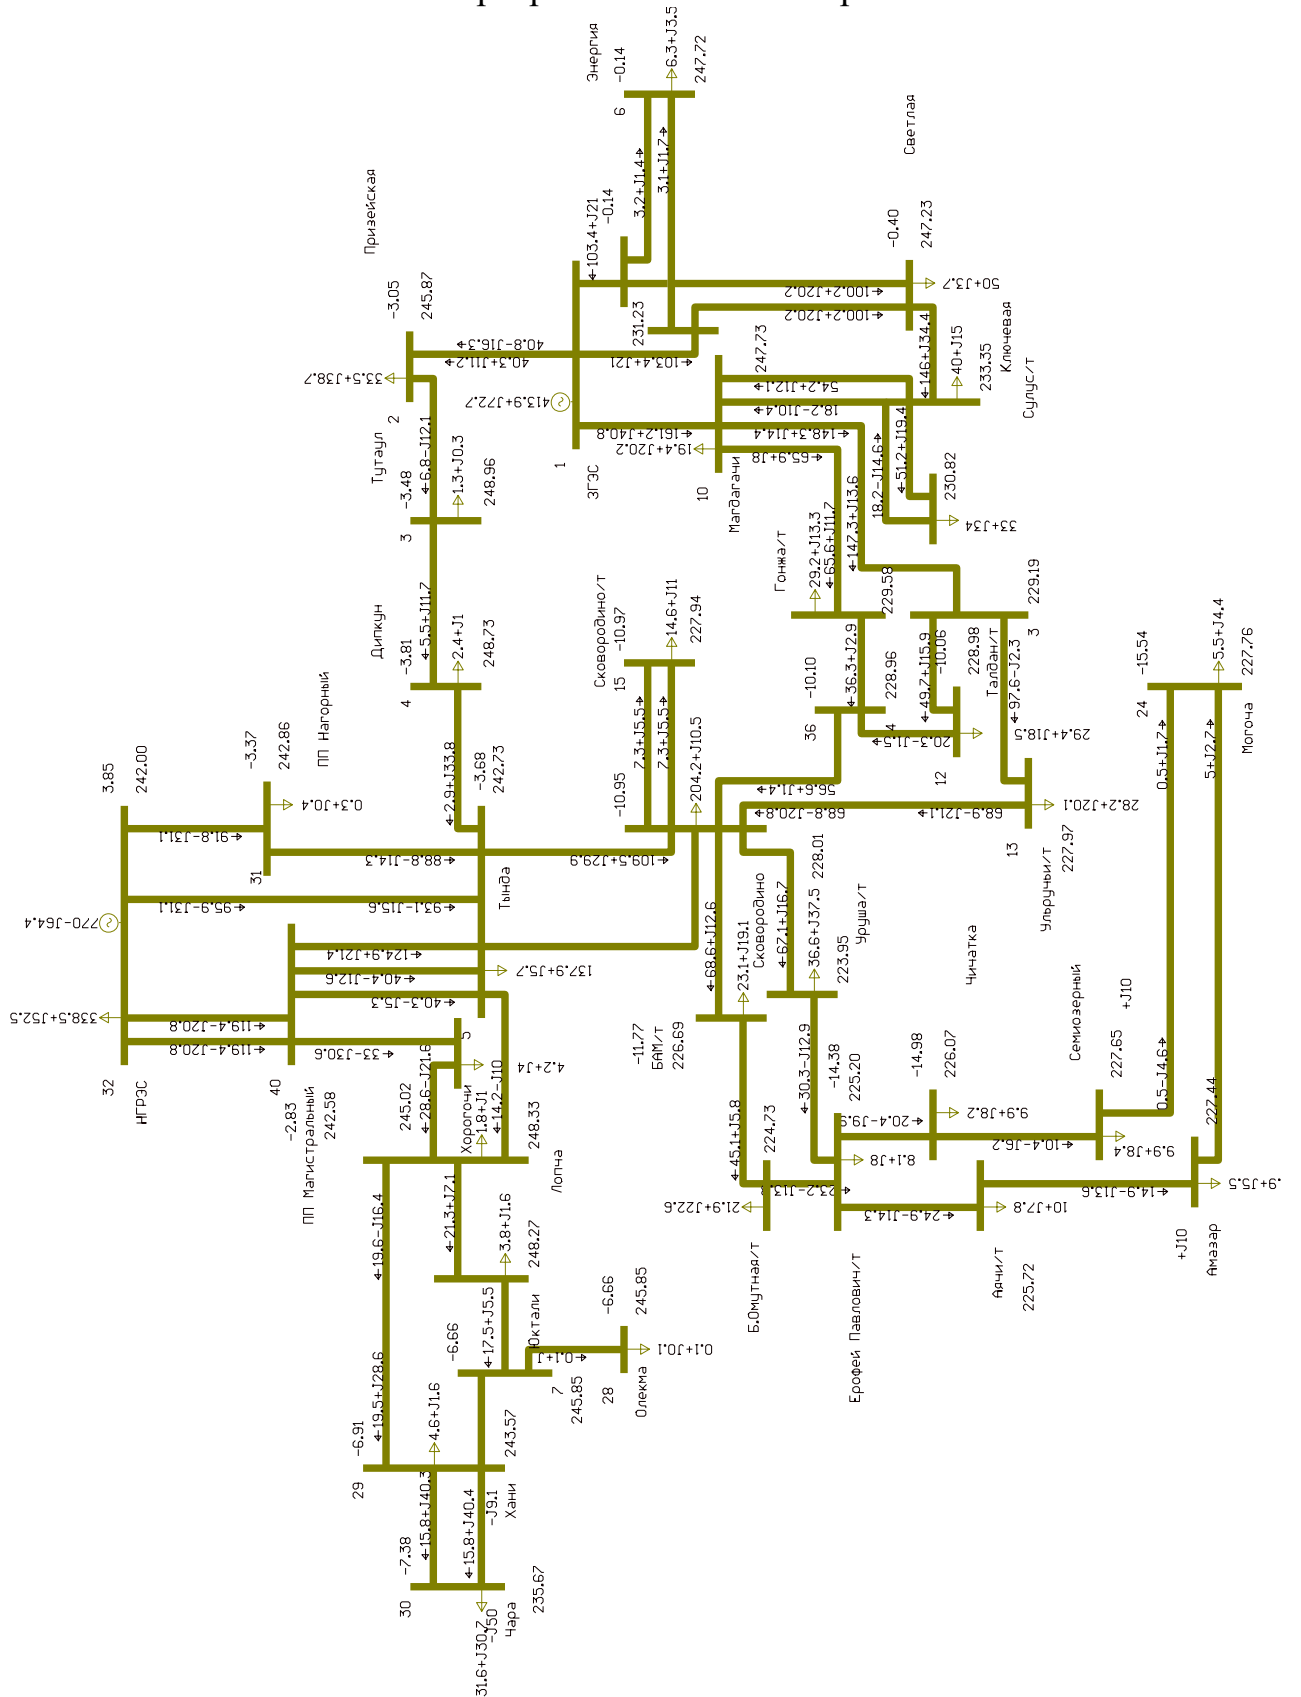 32
НГРЭС
3.85
242.00
770-J64.4
338.5+J52.5
119.4-J20.8
119.4-J20.8
95.9-J31.1
91.8-J31.1
31
-3.37
242.86
ПП Нагорный
0.3+J0.4
88.8-J14.3
93.1-J15.6
40
-2.83
242.58
ПП Магистральный
124.9+J21.4
40.4-J12.6
40.3-J5.3
33-J30.6
5
245.02
Хорогочи
4.2+J4
28.6-J21.6
14.2-J10
1.8+J1
248.33
Лопча
Тында
-3.68
242.73
137.9+J5.7
109.5+J29.9
2.9+J33.8
4
Дипкун
-3.81
2.4+J1
248.73
5.5+J11.7
3
Тутаул
-3.48
1.3+J0.3
248.96
6.8-J12.1
2
Призейская
-3.05
245.87
33.5+J38.7
40.3+J11.2
40.8-J16.3
1
ЗГЭС
413.9+J72.7
103.4+J21
103.4+J21
161.2+J40.8
-0.14
231.23
6
Энергия
-0.14
6.3+J3.5
247.72
3.2+J1.4
3.1+J1.7
Светлая
-0.40
247.23
50+J3.7
100.2+J20.2
100.2+J20.2
146+J34.4
40+J15
Ключевая
233.35
Сулус/т
247.73
54.2+J12.1
18.2-J10.4
148.3+J14.4
19.4+J20.2
65.9+J8
10
Магдагачи
18.2-J14.6
51.2+J19.4
230.82
33+J34
147.3+J13.6
65.6+J11.7
Гонжа/т
29.2+J13.3
229.58
36.3+J2.9
3
229.19
Талдан/т
97.6-J2.3
49.7+J15.9
-10.06
228.98
12
4
29.4+J18.5
20.3-J1.5
36
-10.10
228.96
56.6+J1.4
15
Сковородино/т
-10.97
14.6+J11
227.94
7.3+J5.5
7.3+J5.5
-10.95
204.2+J10.5
228.01
Сковородино
68.6+J12.6
67.1+J16.7
68.8-J20.8
68.9-J21.1
13
28.2+J20.1
Ульручьи/т
227.97
-11.77
БАМ/т
226.69
23.1+J19.1
Уруша/т
36.6+J37.5
223.95
45.1+J5.8
30.3-J12.9
224.73
21.9+J22.6
Б.Омутная/т
-14.38
225.20
8.1+J8
Ерофей Павлович/т
20.4-J9.9
24.9-J14.3
Чичатка
-14.98
226.07
9.9+J8.2
10.4-J6.2
Семиозерный
+J10
227.65
9.9+J8.4
0.5-J4.6
0.5+J1.7
10+J7.8
Аячи/т
225.72
14.9-J13.6
227.44
.9+J5.5
+J10
Амазар
5+J2.7
24
-15.54
5.5+J4.4
227.76
Могоча
19.6-J16.4
19.5+J28.6
21.3+J7.1
3.8+J1.6
248.27
Юктали
17.5+J5.5
-6.66
7
245.85
0.1+J
28
Олекма
-6.66
245.85
0.1+J0.1
29
-6.91
4.6+J1.6
243.57
Хани
-J9.1
15.8+J40.3
15.8+J40.4
30
-7.38
235.67
Чара
31.6+J30.7
-J50